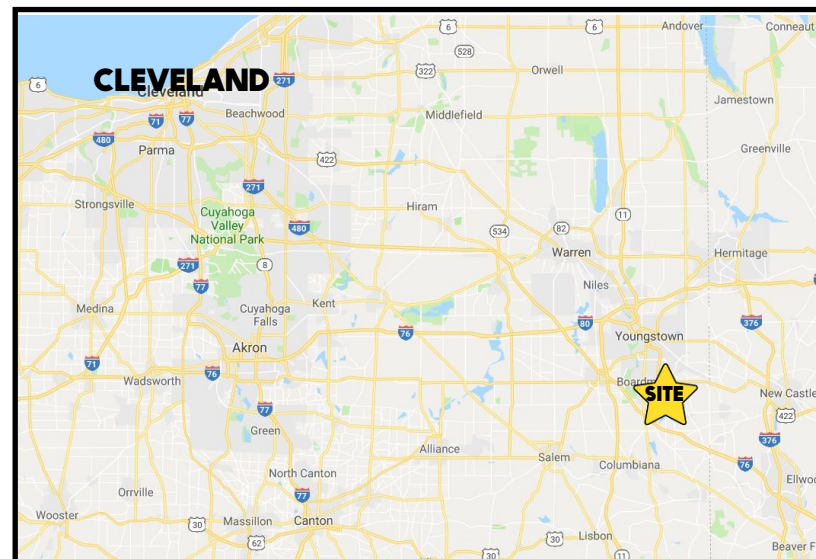 6
6
Andover
Conneaut
528
CLEVELAND
Cleveland
271
322
Orwell
6
Jamestown
Beachwood
Middlefield
71
77
480
Parma
Greenville
422
271
Strongsville
Cuyahoga
Valley
National Park
Hiram
11
480
534
82
Warren
Hermitage
271
8
77
Niles
Medina
Cuyahoga
Falls
Kent
80
376
76
Youngstown
Akron
71
76
Wadsworth
SITE
New Castle
77
422
Green
376
Alliance
Salem
Columbiana
76
North Canton
77
Orrville
Wooster
30
Massillon
Canton
62
30
30
Lisbon
11